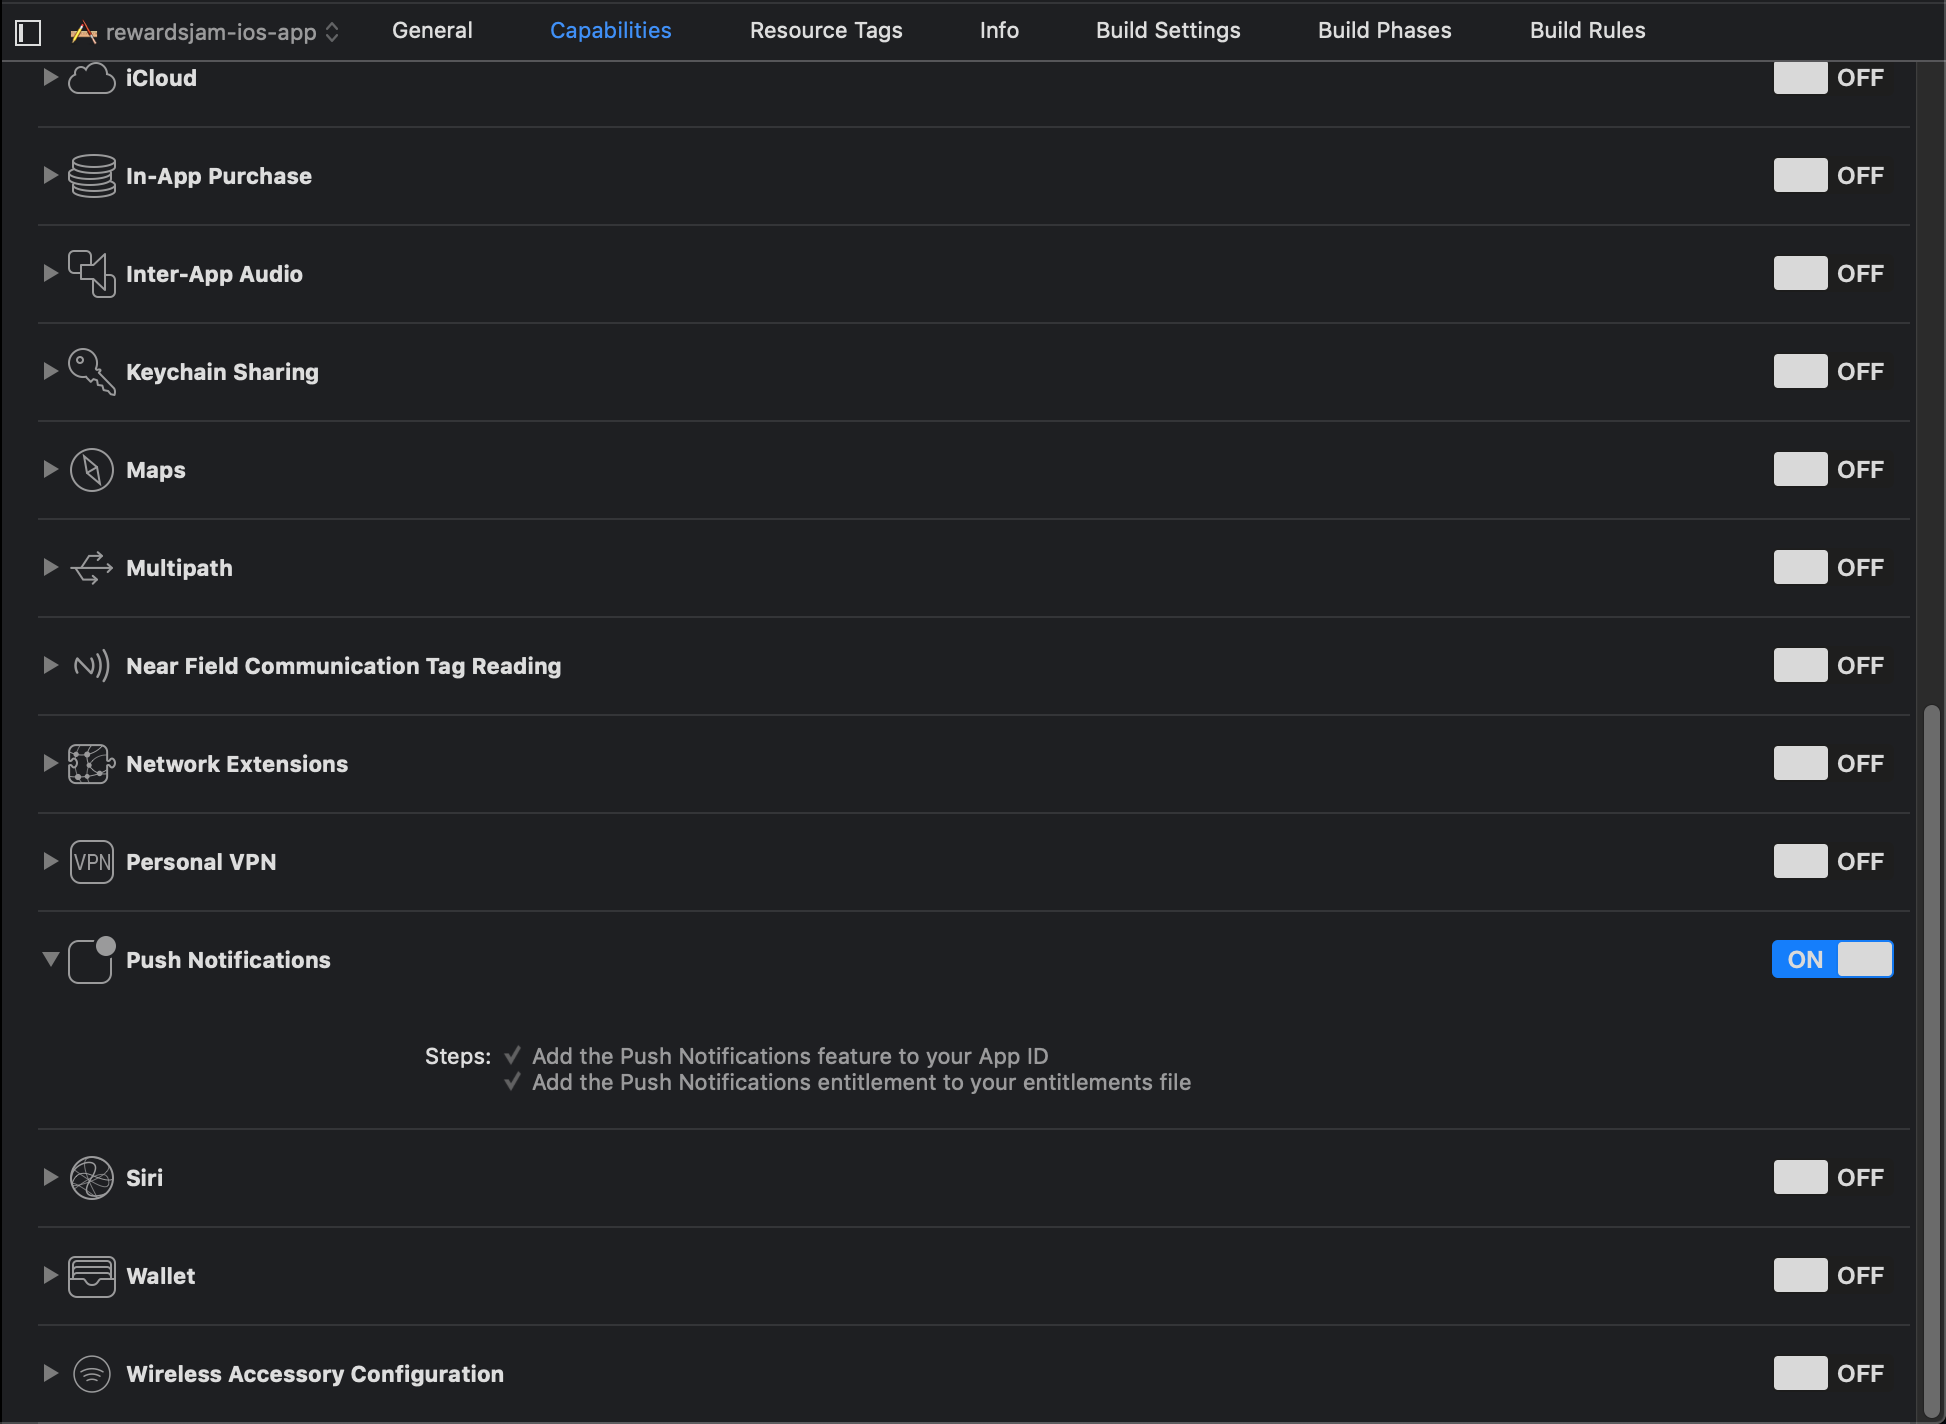 rewardsjam-ios-app General Capabilities Resource Tags Info Build Settings Build Phases Build Rules
iCloud OFF
In-App Purchase OFF
Inter-App Audio OFF
Keychain Sharing OFF
Maps OFF
Multipath OFF
Near Field Communication Tag Reading OFF
Network Extensions OFF
VPN Personal VPN OFF
Push Notifications ON
Steps: ✓ Add the Push Notifications feature to your App ID
✓ Add the Push Notifications entitlement to your entitlements file
Siri OFF
Wallet OFF
Wireless Accessory Configuration OFF